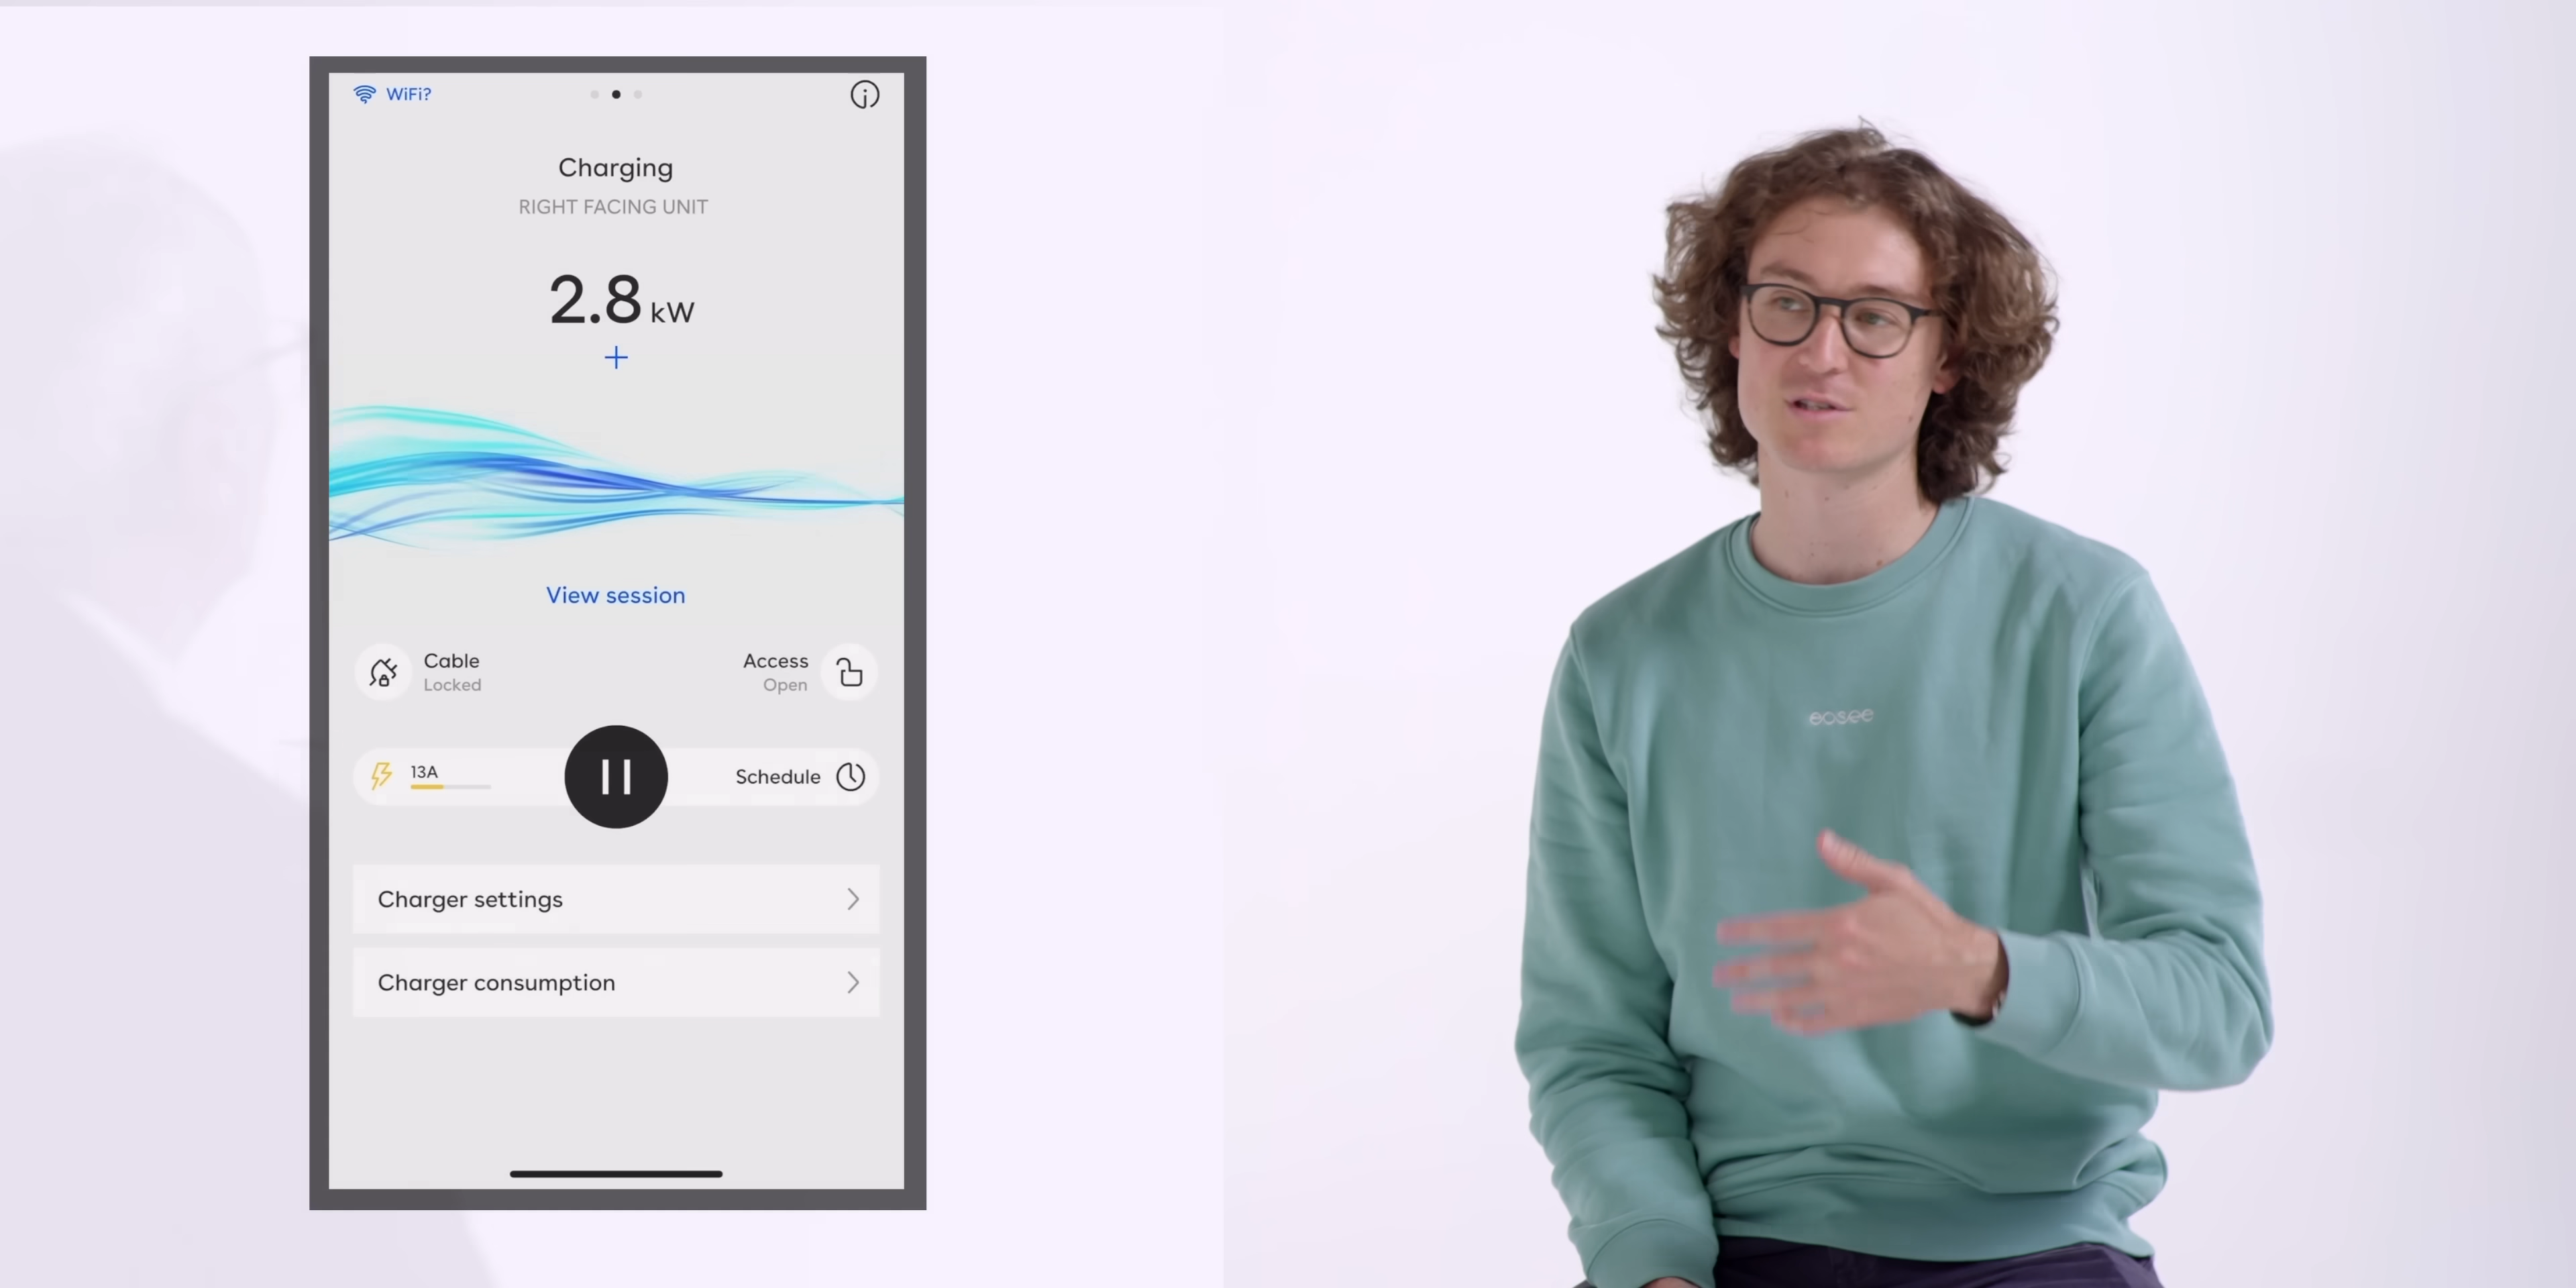 WiFi?
Charging
RIGHT FACING UNIT
2.8 kW
View session
Cable
Locked
Access
Open
13A
Schedule
Charger settings
Charger consumption